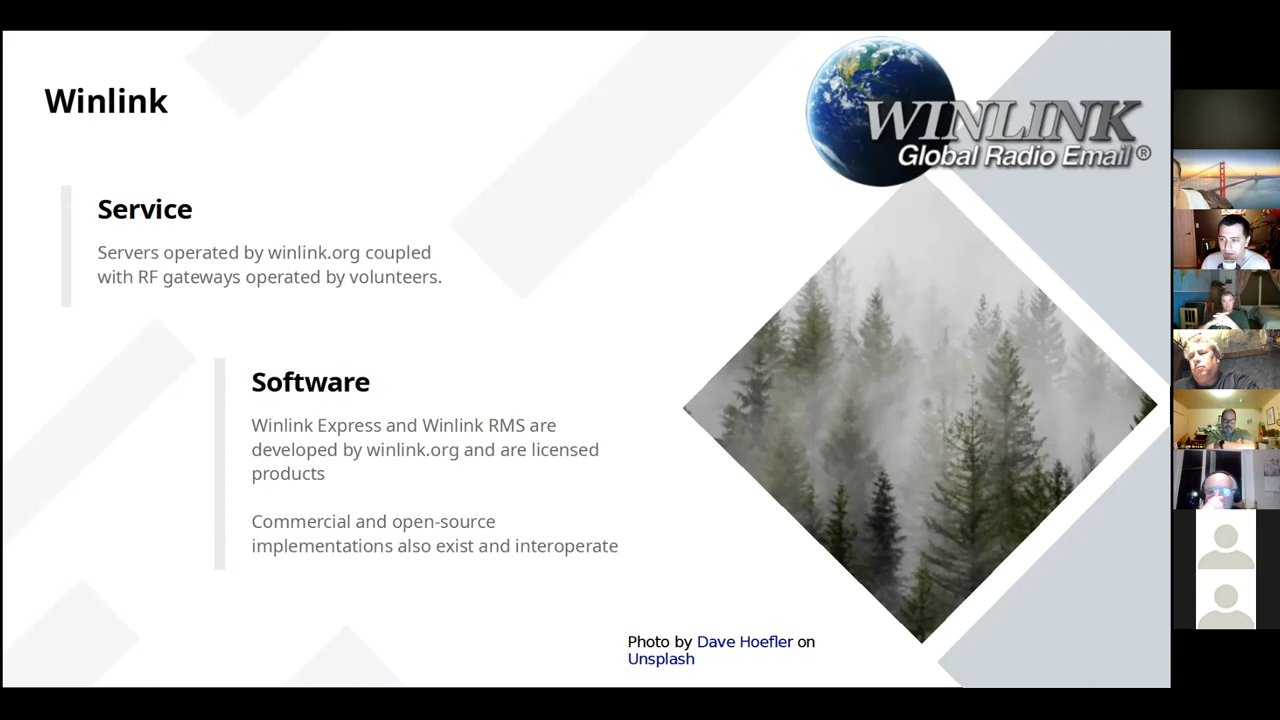 Winlink
WINLINK
Global Radio Email ®
Service
Servers operated by winlink.org coupled
with RF gateways operated by volunteers.
Software
Winlink Express and Winlink RMS are
developed by winlink.org and are licensed
products
Commercial and open-source
implementations also exist and interoperate
Photo by Dave Hoefler on
Unsplash